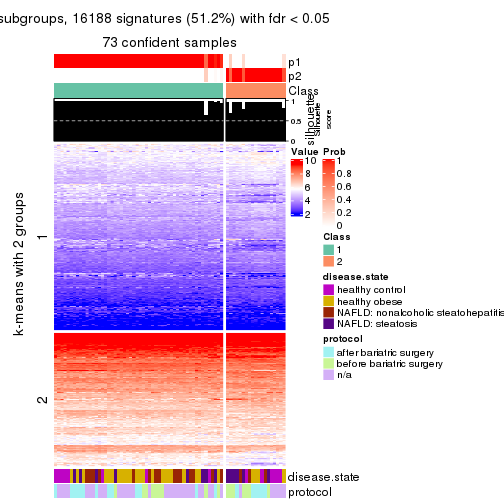 subgroups, 16188 signatures (51.2%) with fdr < 0.05
73 confident samples
p1
p2
Class
silhouette
Silhouette
score
1
0.5
0
k-means with 2 groups
1
2
Value
10
8
6
4
2
Prob
1
0.8
0.6
0.4
0.2
0
Class
1
2
disease.state
healthy control
healthy obese
NAFLD: nonalcoholic steatohepatitis
NAFLD: steatosis
protocol
after bariatric surgery
before bariatric surgery
n/a
disease.state
protocol